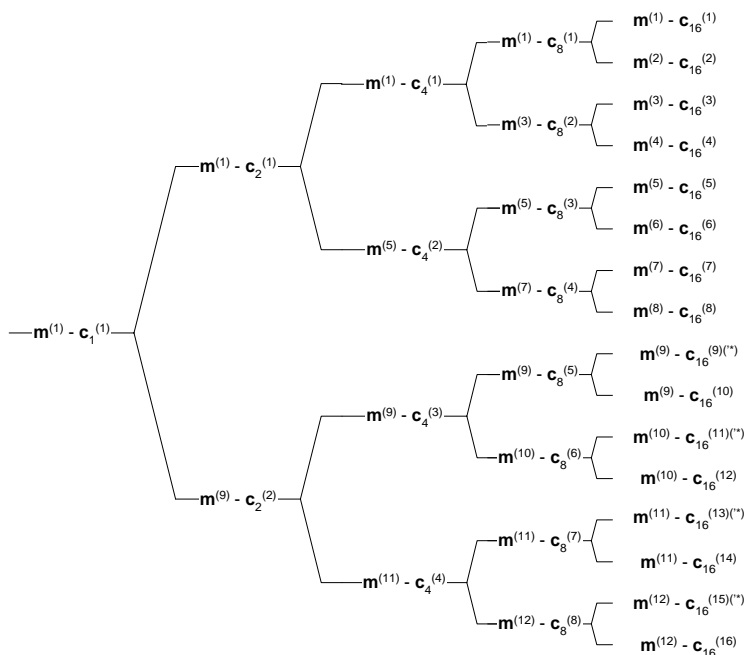 m(1) - c1(1)
m(1) - c2(1)
m(9) - c2(2)
m(1) - c4(1)
m(5) - c4(2)
m(9) - c4(3)
m(11) - c4(4)
m(1) - c8(1)
m(3) - c8(2)
m(5) - c8(3)
m(7) - c8(4)
m(9) - c8(5)
m(10) - c8(6)
m(11) - c8(7)
m(12) - c8(8)
m(1) - c16(1)
m(2) - c16(2)
m(3) - c16(3)
m(4) - c16(4)
m(5) - c16(5)
m(6) - c16(6)
m(7) - c16(7)
m(8) - c16(8)
m(9) - c16(9)('*)
m(9) - c16(10)
m(10) - c16(11)('*)
m(10) - c16(12)
m(11) - c16(13)('*)
m(11) - c16(14)
m(12) - c16(15)('*)
m(12) - c16(16)